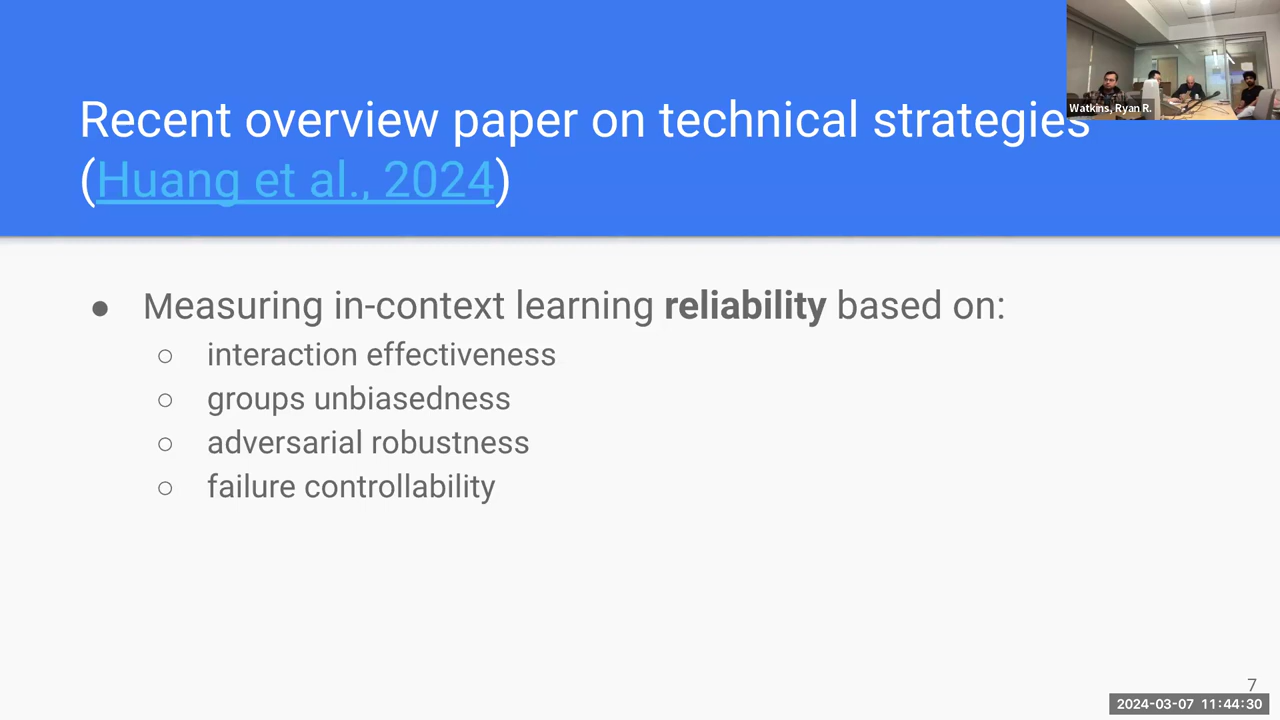 Recent overview paper on technical strategies
(Huang et al., 2024)
Watkins, Ryan R.
● Measuring in-context learning reliability based on:
○ interaction effectiveness
○ groups unbiasedness
○ adversarial robustness
○ failure controllability
7
2024-03-07 11:44:30